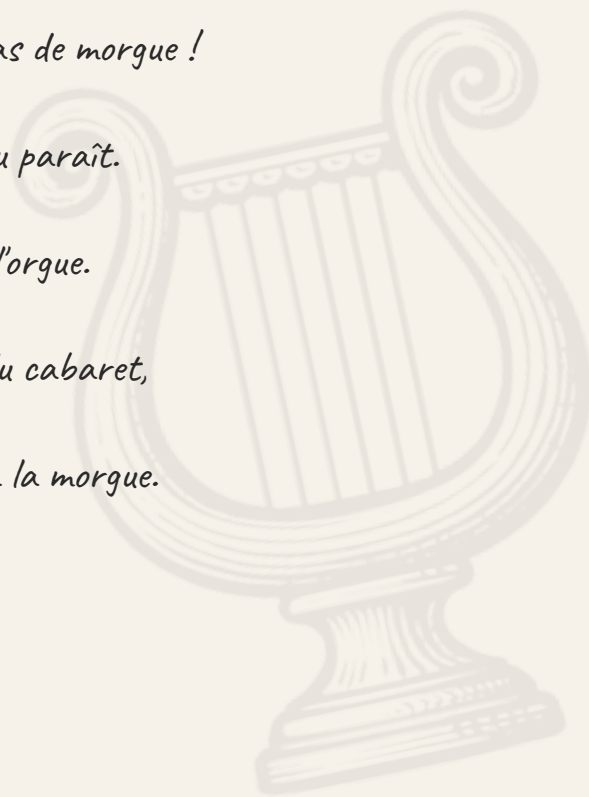 as de morgue !
u paraît.
l'orgue.
u cabaret,
la morgue.